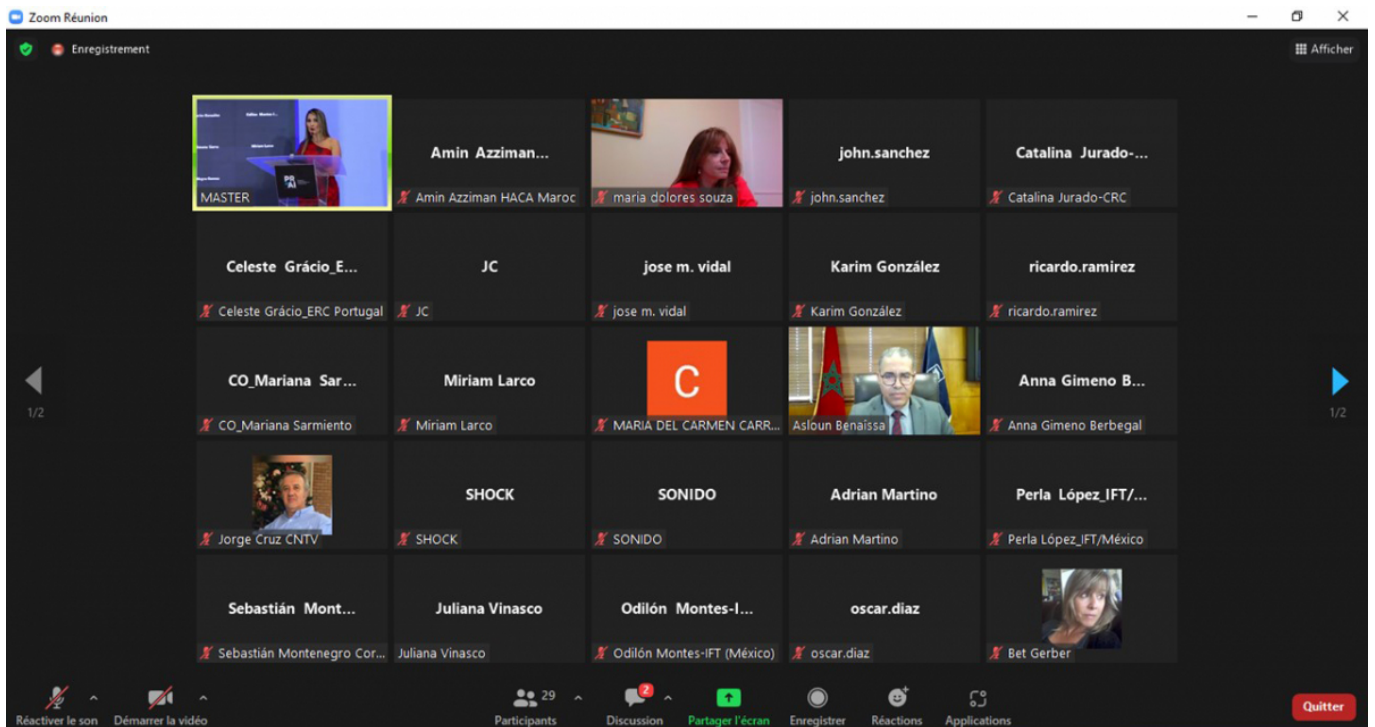 Zoom Réunion
Enregistrement
Afficher
MASTER
PR
AI
Amin Azziman...
Amin Azziman HACA Maroc
maria dolores souza
john.sanchez
john.sanchez
Catalina Jurado-...
Catalina Jurado-CRC
Celeste Grácio_E...
Celeste Grácio_ERC Portugal
JC
JC
jose m. vidal
jose m. vidal
Karim González
Karim González
ricardo.ramirez
ricardo.ramirez
1/2
CO_Mariana Sar...
CO_Mariana Sarmiento
Miriam Larco
Miriam Larco
C
MARIA DEL CARMEN CARR...
Asloun Benaissa
Anna Gimeno B...
Anna Gimeno Berbegal
1/2
Jorge Cruz CNTV
SHOCK
SHOCK
SONIDO
SONIDO
Adrian Martino
Adrian Martino
Perla López_IFT/...
Perla López_IFT/México
Sebastián Mont...
Sebastián Montenegro Cor...
Juliana Vinasco
Juliana Vinasco
Odilón Montes-I...
Odilón Montes-IFT (México)
oscar.diaz
oscar.diaz
Bet Gerber
Réactiver le son
Démarrer la vidéo
29
Participants
2
Discussion
Partager l'écran
Enregistrer
Réactions
Applications
Quitter